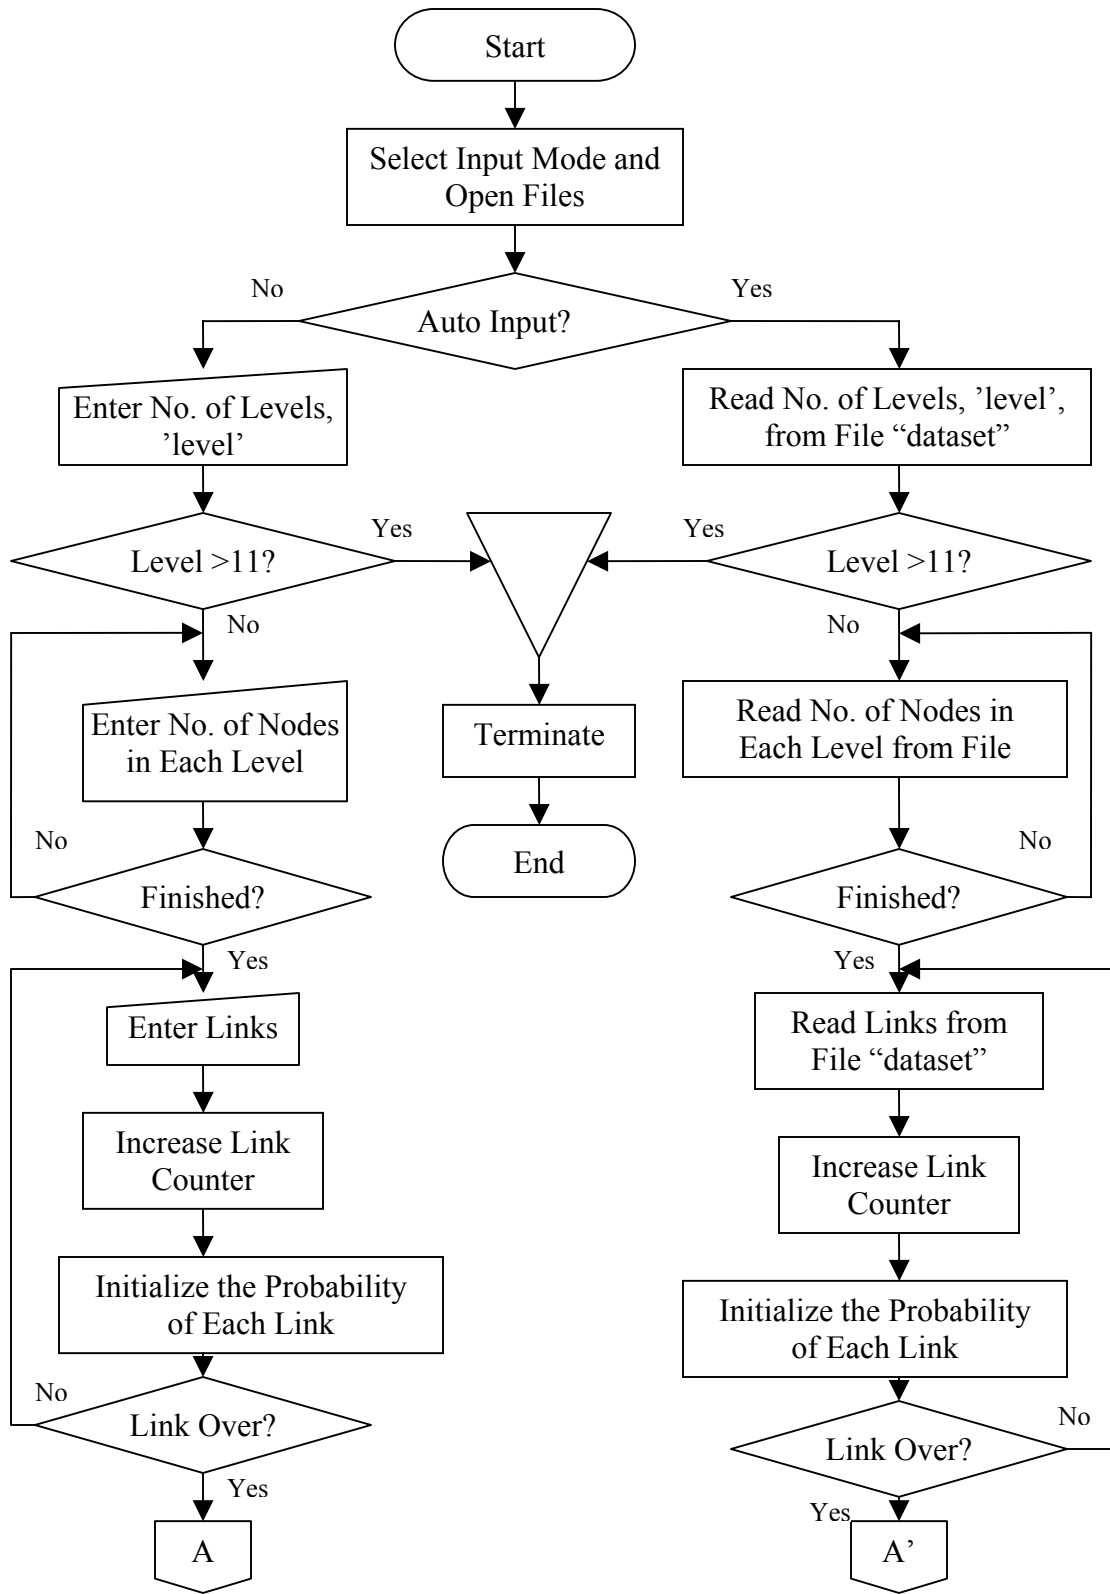 Start
Select Input Mode and
Open Files
No
Yes
Auto Input?
Enter No. of Levels,
’level’
Read No. of Levels, ’level’,
from File “dataset”
Yes
Yes
Level >11?
Level >11?
No
No
Enter No. of Nodes
in Each Level
Terminate
Read No. of Nodes in
Each Level from File
No
End
No
Finished?
Finished?
Yes
Yes
Enter Links
Read Links from
File “dataset”
Increase Link
Counter
Increase Link
Counter
Initialize the Probability
of Each Link
Initialize the Probability
of Each Link
No
Link Over?
No
Link Over?
Yes
Yes
A
A’